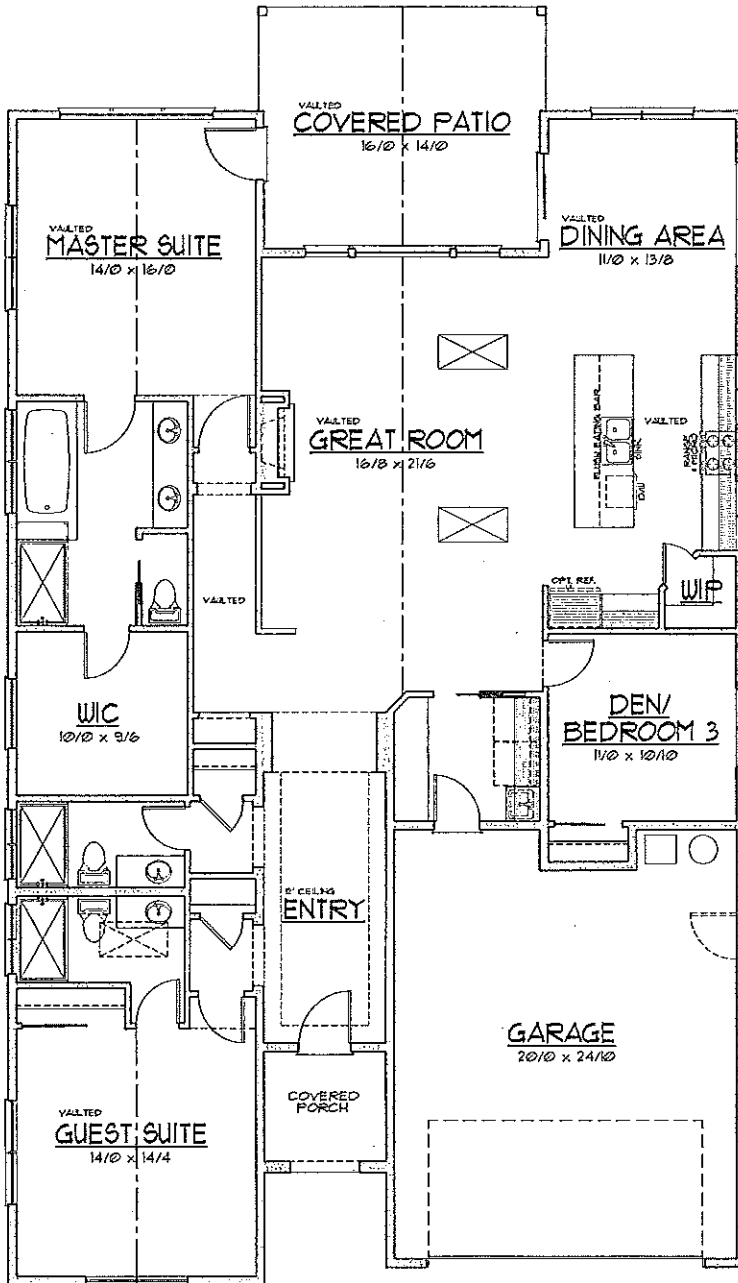 VAULTED
COVERED PATIO
16/0 x 14/0
VAULTED
MASTER SUITE
14/0 x 16/0
VAULTED
DINING AREA
11/0 x 13/8
VAULTED
GREAT ROOM
16/8 x 21/6
FLUSH EATING BAR
SINK
D/W
VAULTED
RANGE
& MICRO
OPT. REF.
WIP
VAULTED
WIC
10/0 x 9/6
DEN/
BEDROOM 3
11/0 x 10/10
CEILING
ENTRY
GARAGE
20/0 x 24/10
COVERED
PORCH
VAULTED
GUEST SUITE
14/0 x 14/4